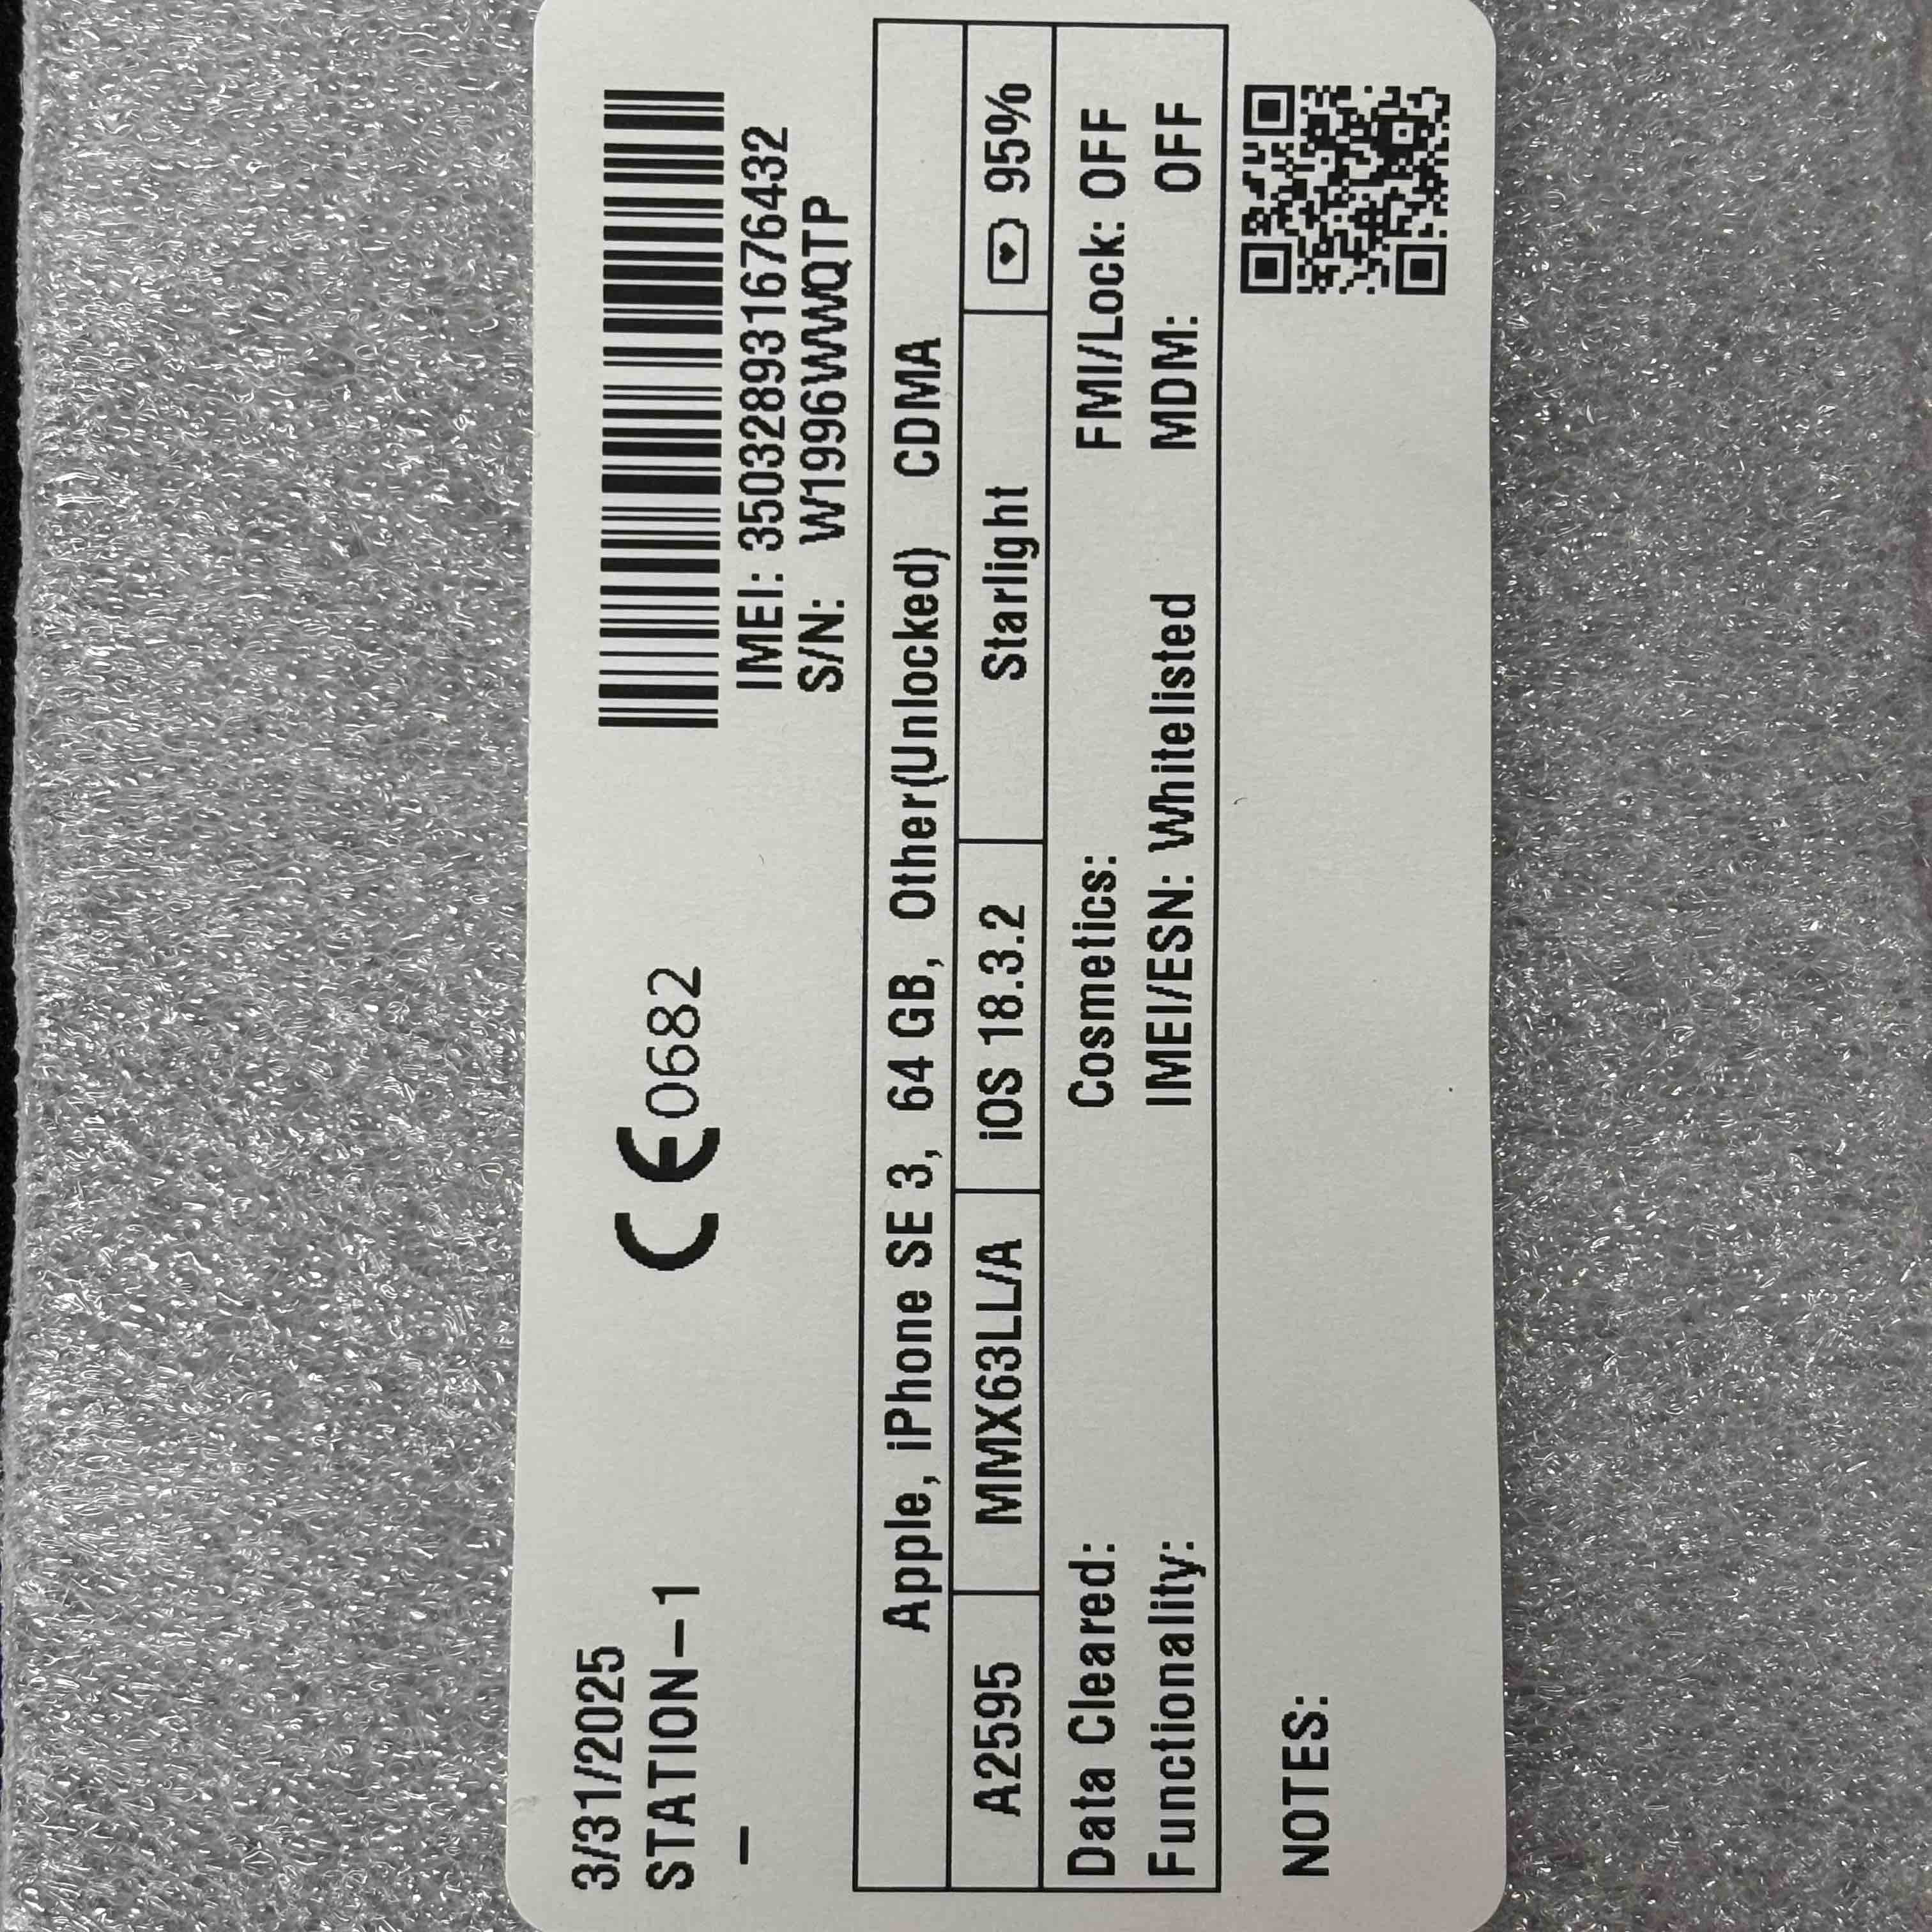 3/31/2025
STATION-1
-
CE0682
IMEI: 350328931676432
S/N: W1996WWQTP
Apple, iPhone SE 3, 64 GB, Other(Unlocked) CDMA
A2595 MMX63LL/A iOS 18.3.2 Starlight 95%
Data Cleared: Cosmetics: FMI/Lock: OFF
Functionality: IMEI/ESN: Whitelisted MDM: OFF
NOTES: